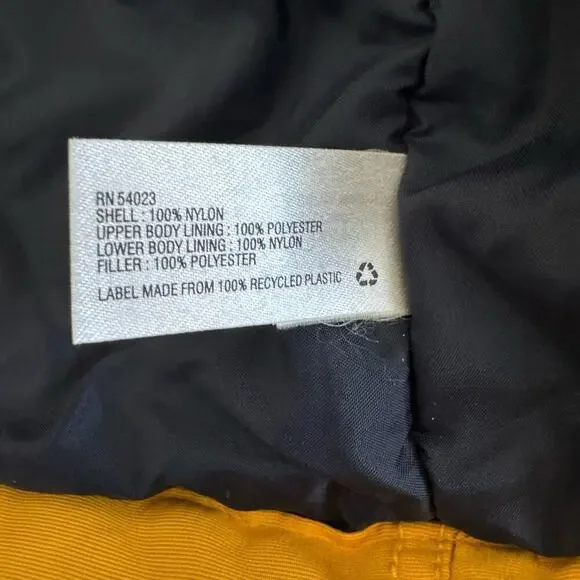 RN 54023
SHELL : 100% NYLON
UPPER BODY LINING : 100% POLYESTER
LOWER BODY LINING : 100% NYLON
FILLER : 100% POLYESTER
LABEL MADE FROM 100% RECYCLED PLASTIC